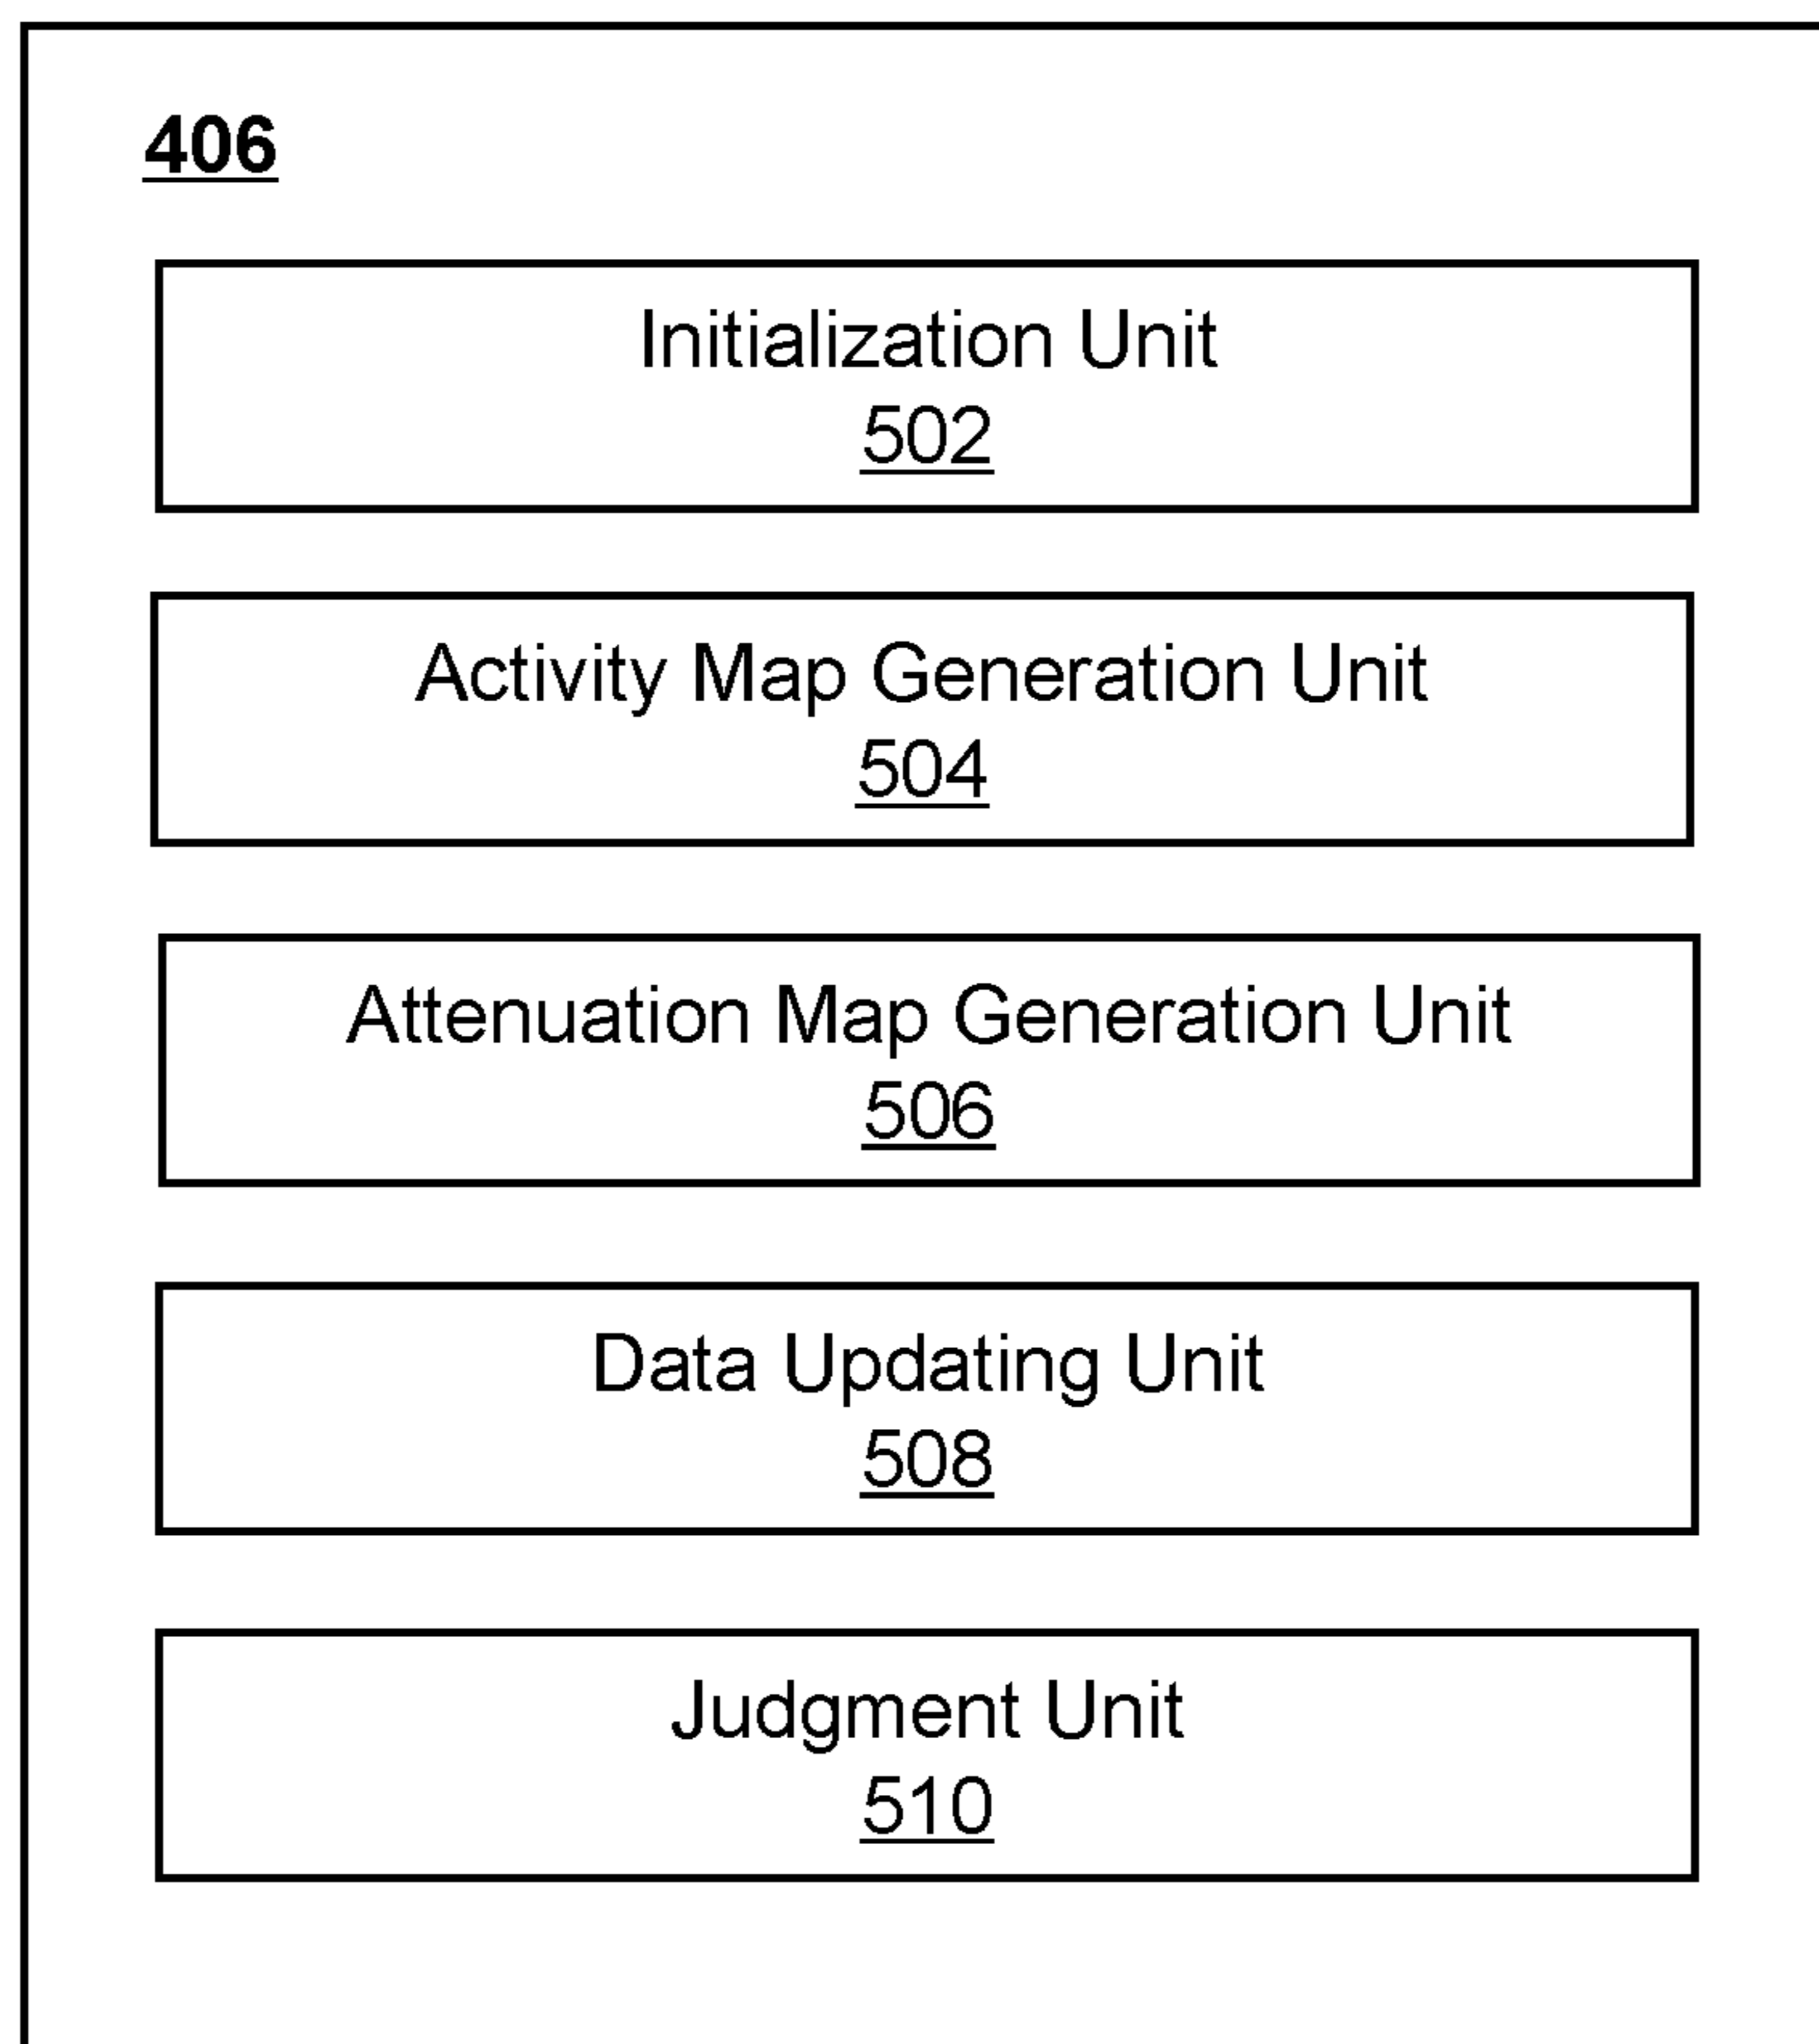 406
Initialization Unit
502
Activity Map Generation Unit
504
Attenuation Map Generation Unit
506
Data Updating Unit
508
Judgment Unit
510